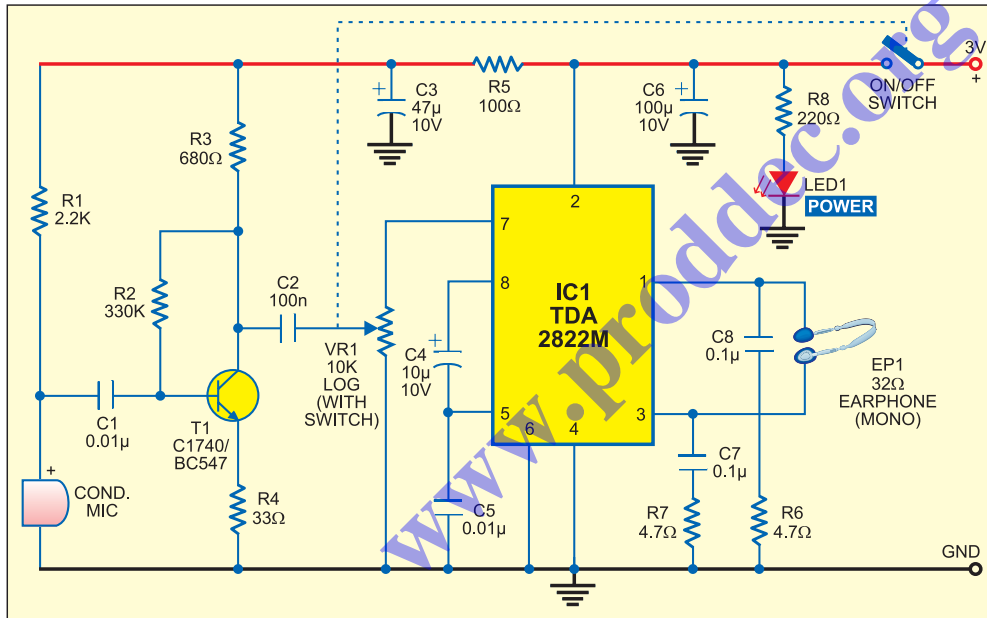 3V
+
ON/OFF
SWITCH
R5
100Ω
+
C3
47µ
10V
+
C6
100µ
10V
R8
220Ω
LED1
POWER
R3
680Ω
R1
2.2K
R2
330K
C2
100n
VR1
10K
LOG
(WITH
SWITCH)
C1
0.01µ
T1
C1740/
BC547
+
COND.
MIC
R4
33Ω
2
7
8
5
6
4
1
3
IC1
TDA
2822M
+
C4
10µ
10V
C5
0.01µ
C8
0.1µ
EP1
32Ω
EARPHONE
(MONO)
C7
0.1µ
R7
4.7Ω
R6
4.7Ω
GND
www.proddec.org